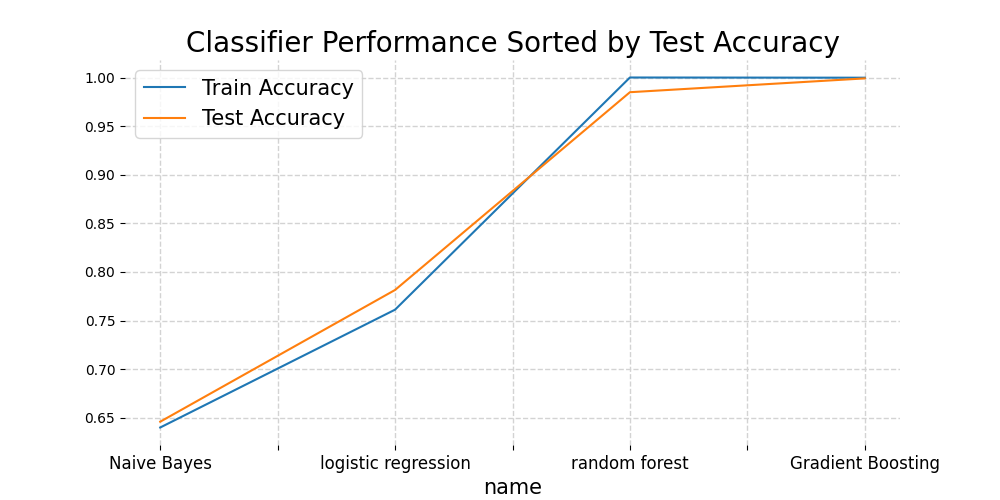 Classifier Performance Sorted by Test Accuracy
Train Accuracy
Test Accuracy
1.00
0.95
0.90
0.85
0.80
0.75
0.70
0.65
Naive Bayes
logistic regression
random forest
Gradient Boosting
name